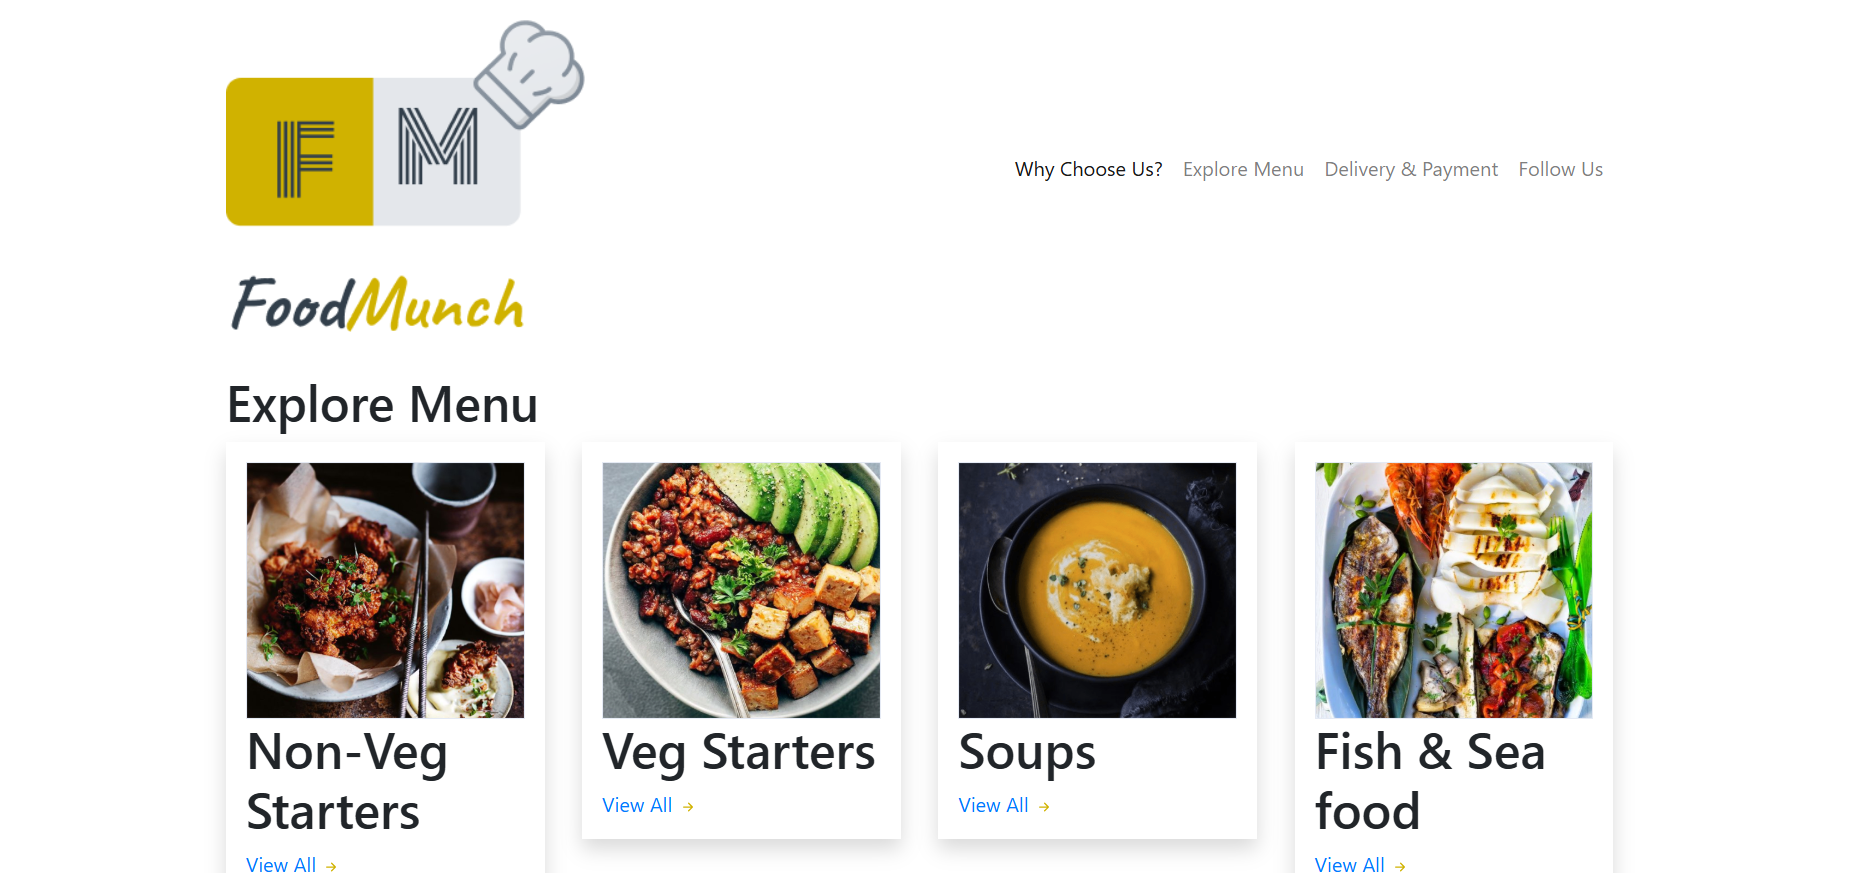 FM
Why Choose Us? Explore Menu Delivery & Payment Follow Us
FoodMunch
Explore Menu
Non-Veg
Starters
View All →
Veg Starters
View All →
Soups
View All →
Fish & Sea
food
View All →